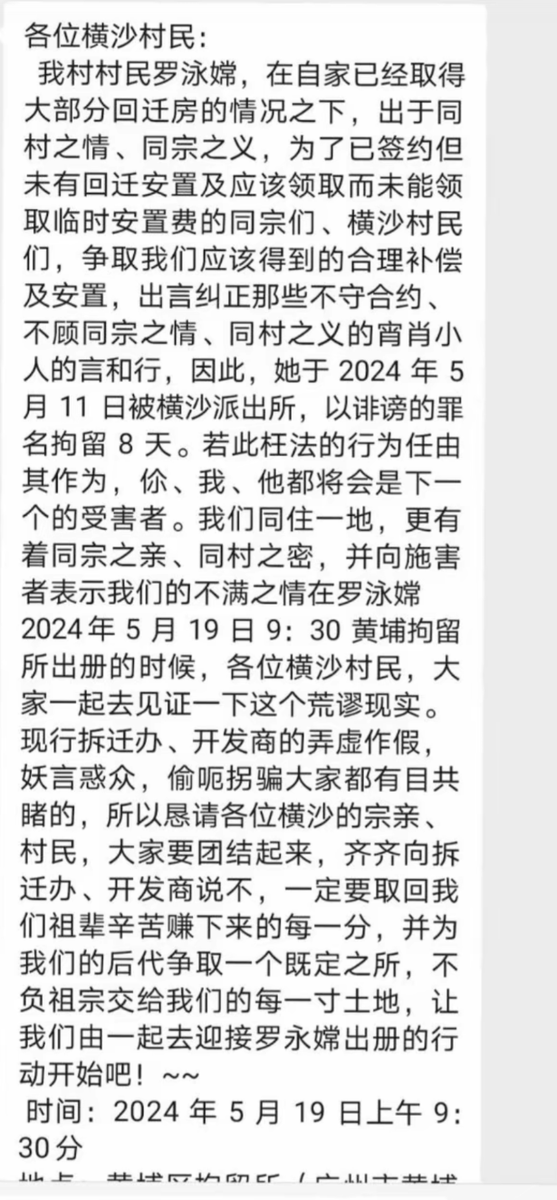 各位横沙村民：
我村村民罗泳嫦，在自家已经取得
大部分回迁房的情况之下，出于同
村之情、同宗之义，为了已签约但
未有回迁安置及应该领取而未能领
取临时安置费的同宗们、横沙村民
们，争取我们应该得到的合理补偿
及安置，出言纠正那些不守合约、
不顾同宗之情、同村之义的宵肖小
人的言和行，因此，她于 2024 年 5
月 11 日被横沙派出所，以诽谤的罪
名拘留 8 天。若此枉法的行为任由
其作为，伱、我、他都将会是下一
个的受害者。我们同住一地，更有
着同宗之亲、同村之密，并向施害
者表示我们的不满之情在罗泳嫦
2024年 5 月 19 日 9：30 黄埔拘留
所出册的时候，各位横沙村民，大
家一起去见证一下这个荒谬现实。
现行拆迁办、开发商的弄虚作假，
妖言惑众，偷呃拐骗大家都有目共
睹的，所以恳请各位横沙的宗亲、
村民，大家要团结起来，齐齐向拆
迁办、开发商说不，一定要取回我
们祖辈辛苦赚下来的每一分，并为
我们的后代争取一个既定之所，不
负祖宗交给我们的每一寸土地，让
我们由一起去迎接罗永嫦出册的行
动开始吧！~~
时间：2024 年 5 月 19 日上午 9：
30分
地点：黄埔区拘留所（广州市黄埔